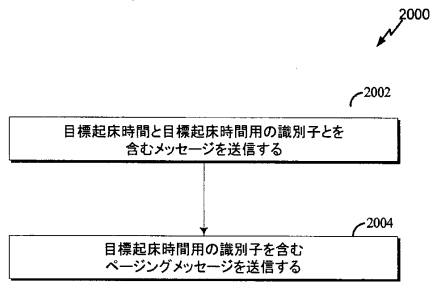 2000
2002
目標起床時間と目標起床時間用の識別子とを
含むメッセージを送信する
2004
目標起床時間用の識別子を含む
ページングメッセージを送信する